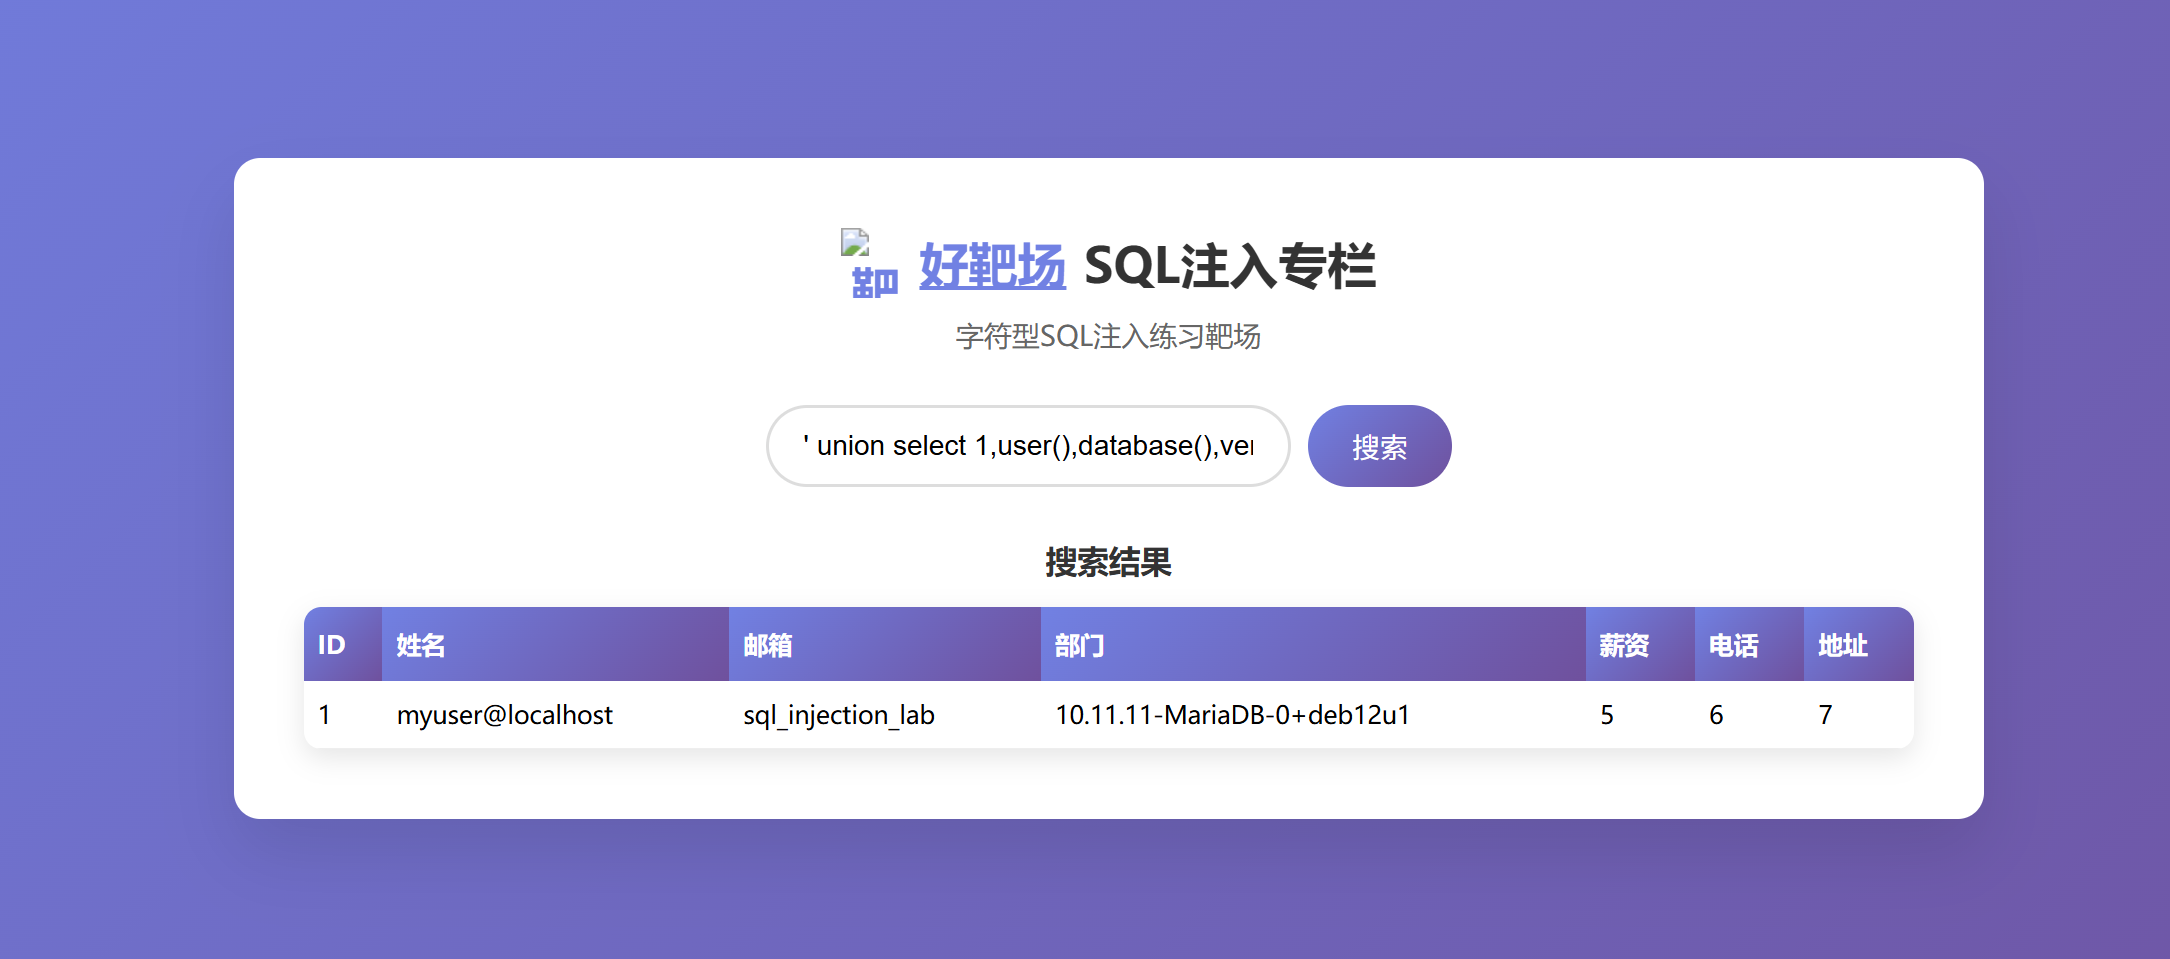 靶
好靶场 SQL注入专栏
字符型SQL注入练习靶场
' union select 1,user(),database(),ver
搜索
搜索结果
ID 姓名 邮箱 部门 薪资 电话 地址
1 myuser@localhost sql_injection_lab 10.11.11-MariaDB-0+deb12u1 5 6 7